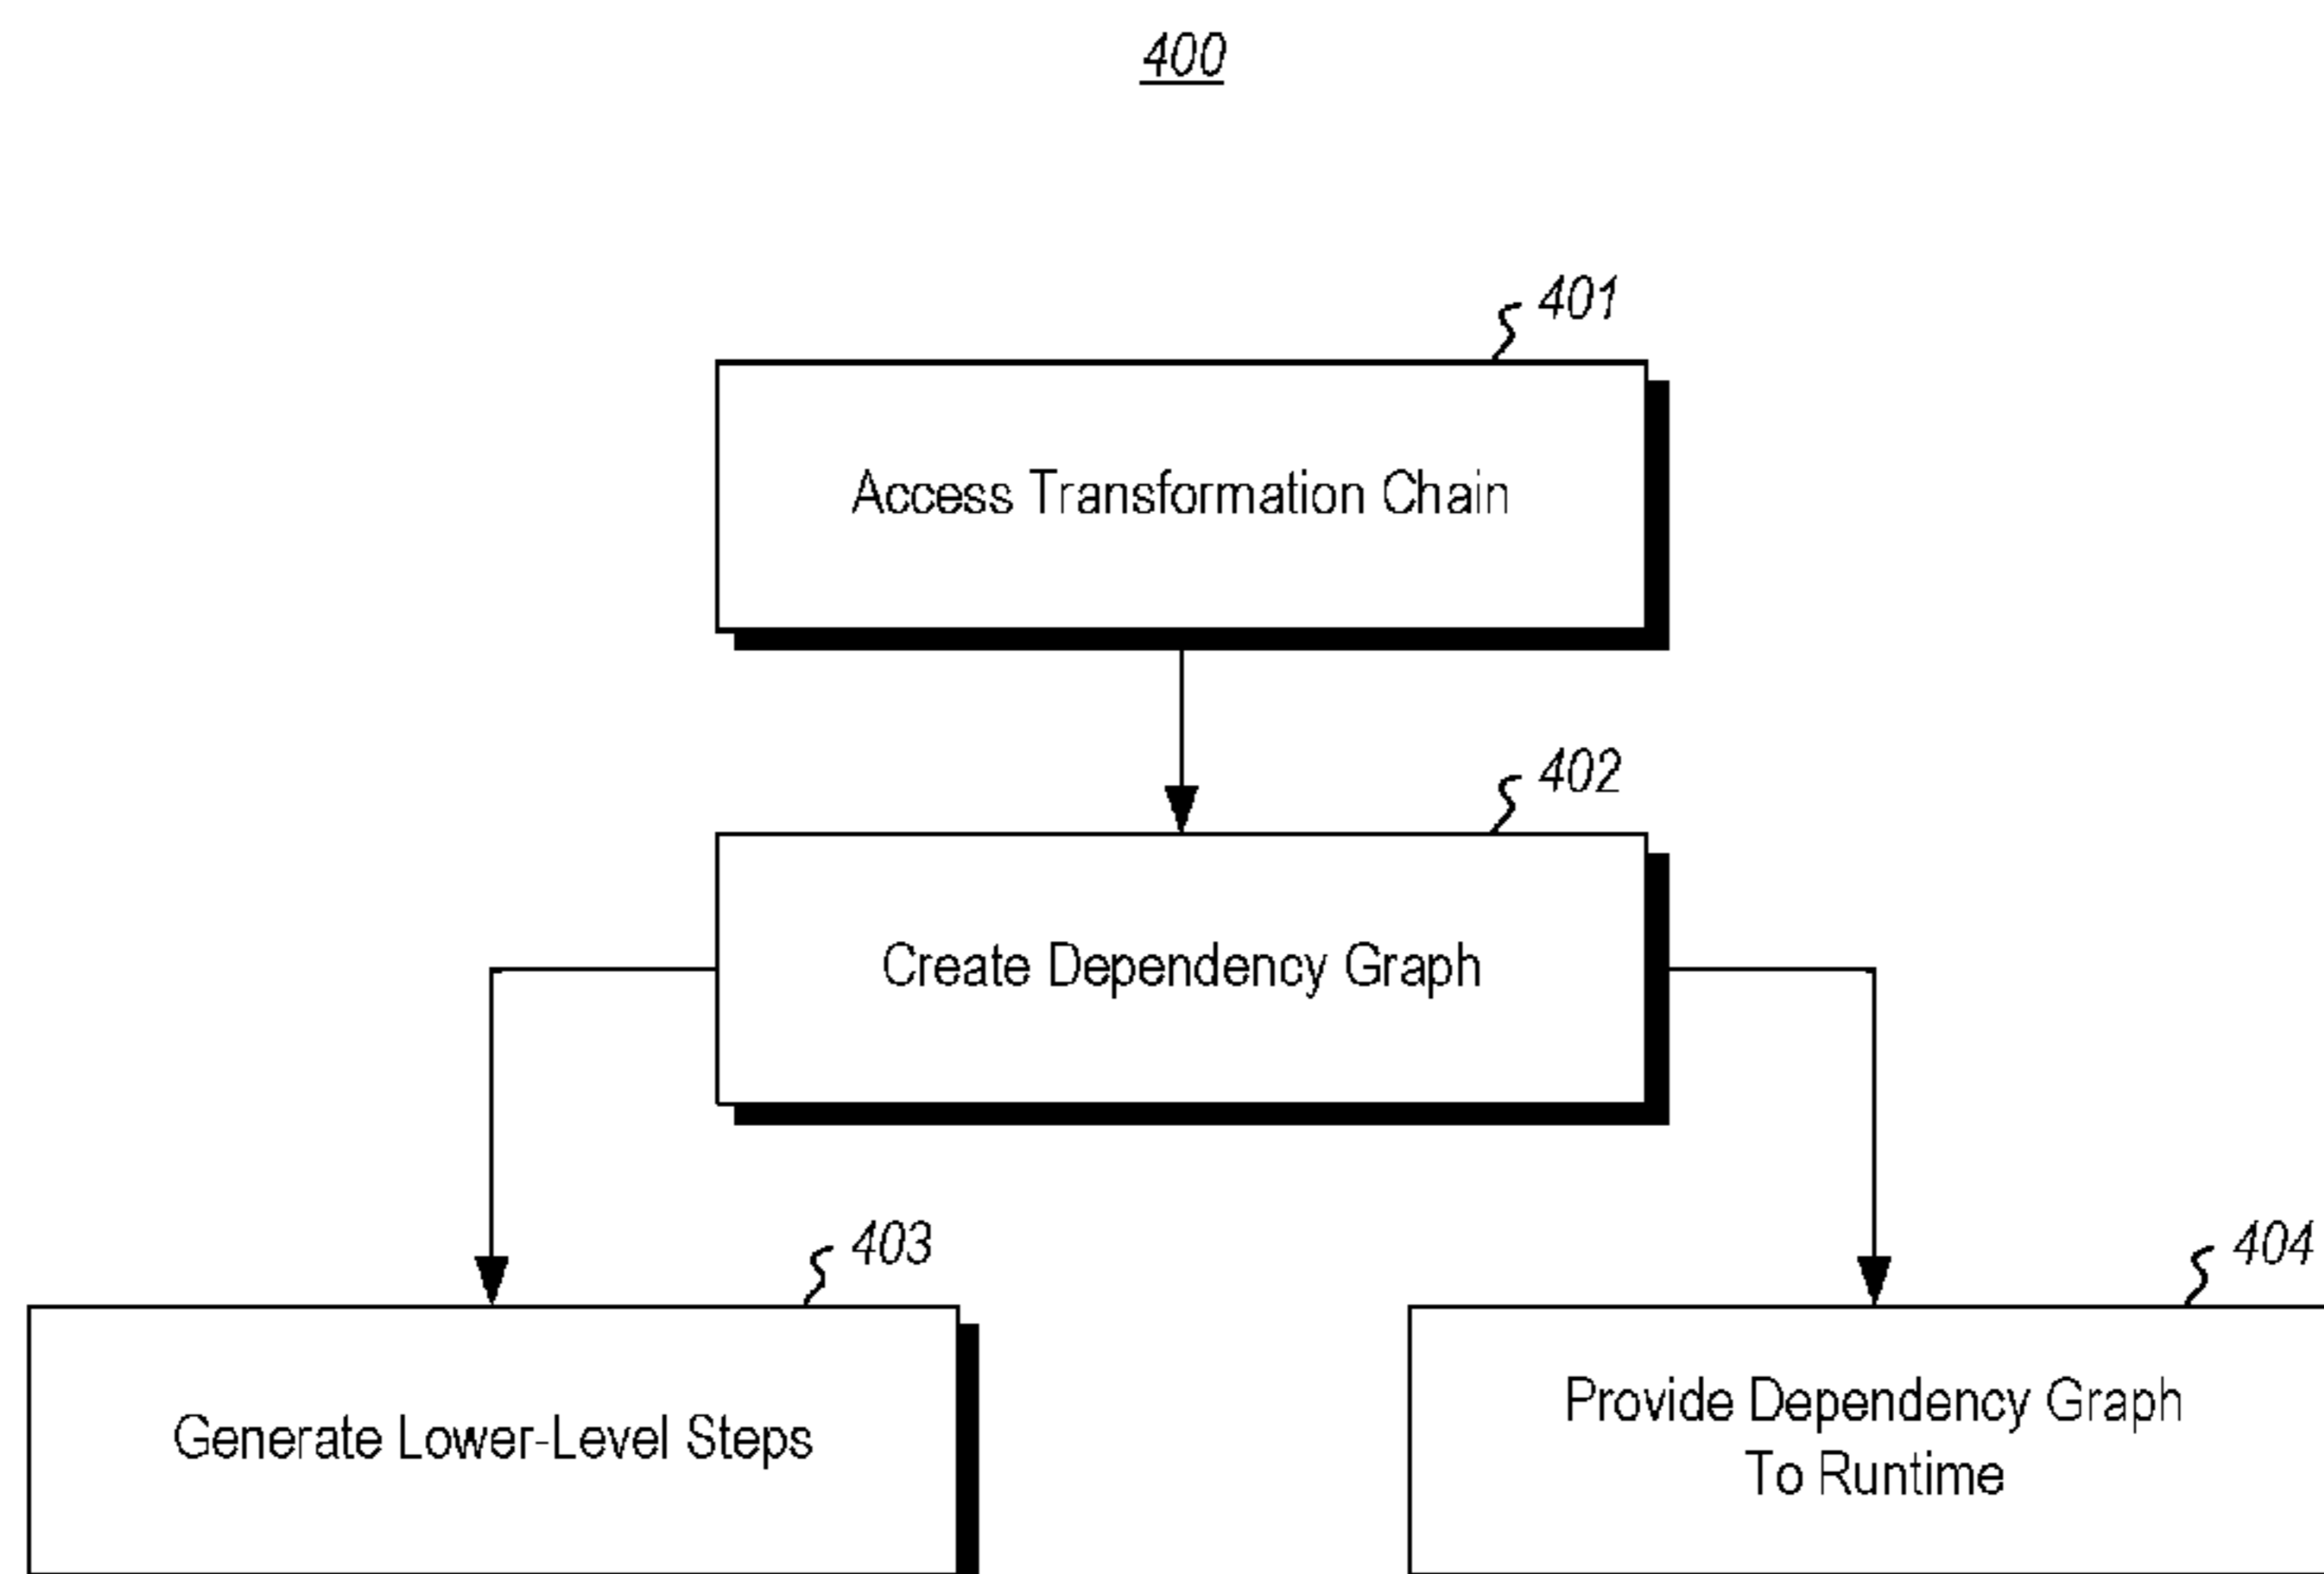 400
401
Access Transformation Chain
402
Create Dependency Graph
403
Generate Lower-Level Steps
404
Provide Dependency Graph
To Runtime